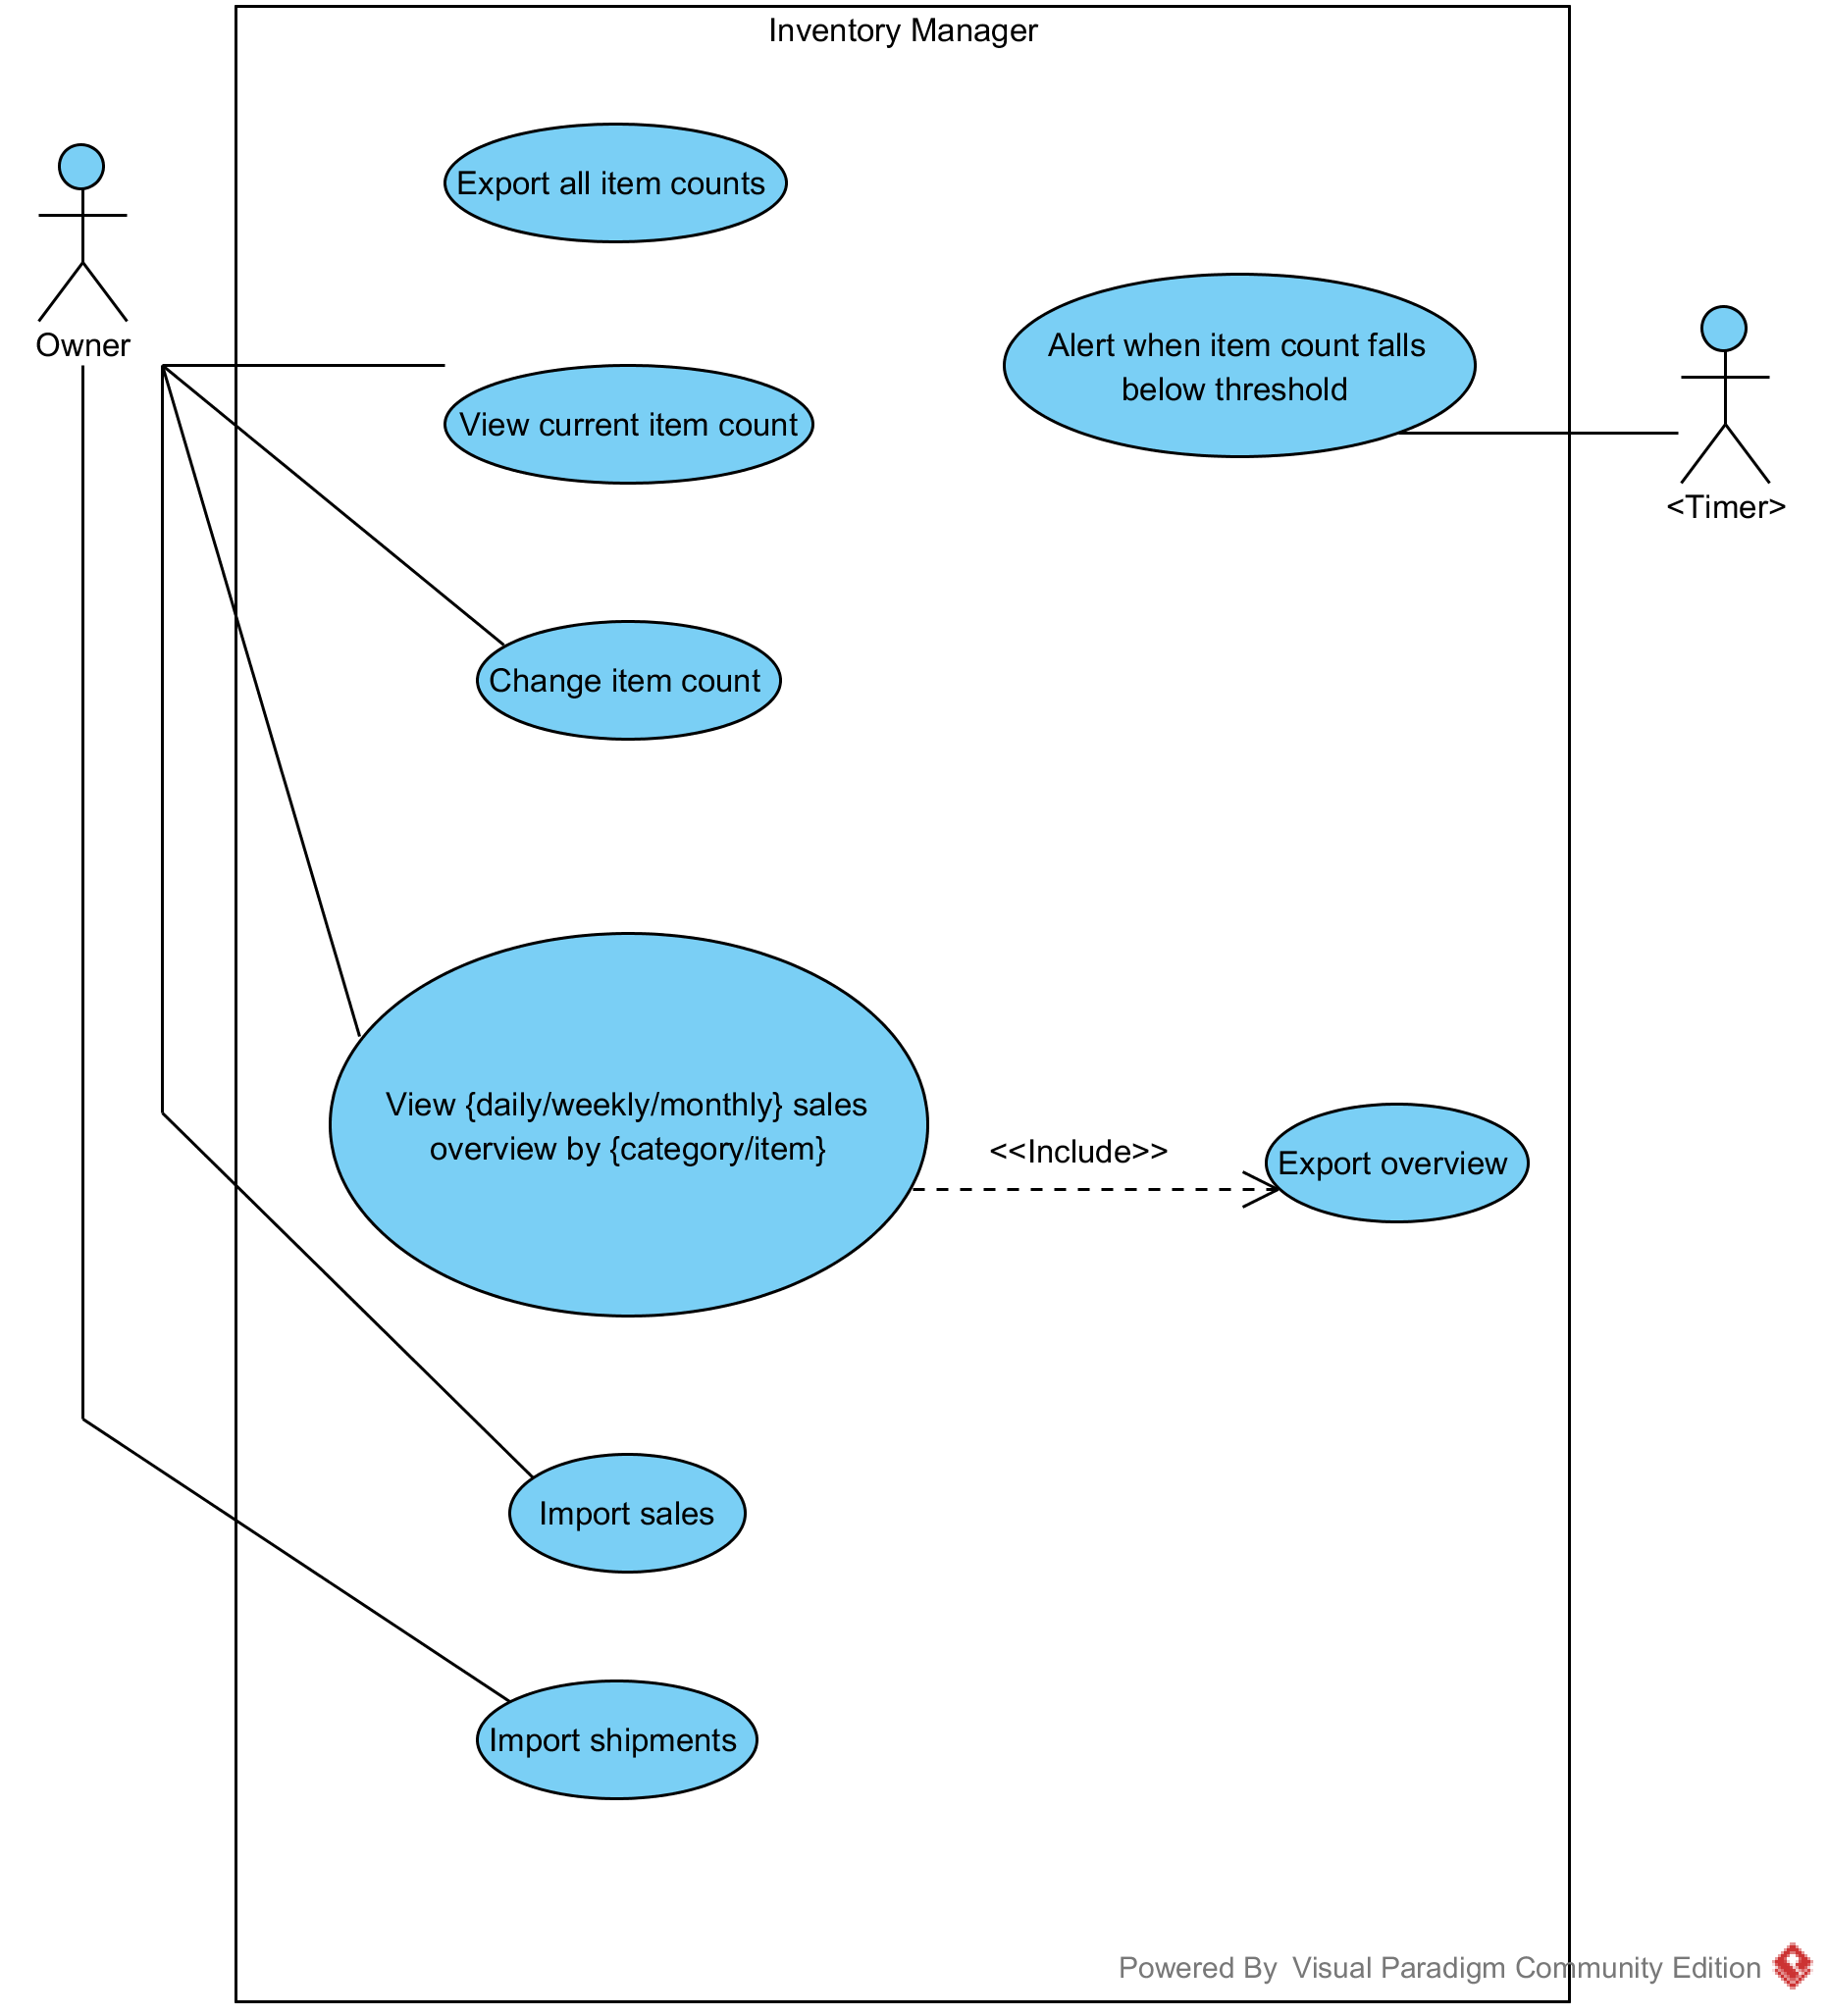 Inventory Manager
Export all item counts
Owner
Alert when item count falls
below threshold
View current item count
<Timer>
Change item count
View {daily/weekly/monthly} sales
overview by {category/item}
<<Include>>
Export overview
Import sales
Import shipments
Powered By  Visual Paradigm Community Edition